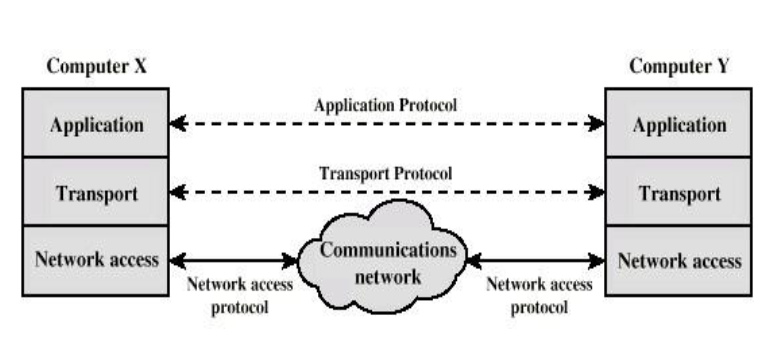 Computer X
Computer Y
Application Protocol
Application
Application
Transport Protocol
Transport
Transport
Communications
network
Network access
Network access
Network access
protocol
Network access
protocol